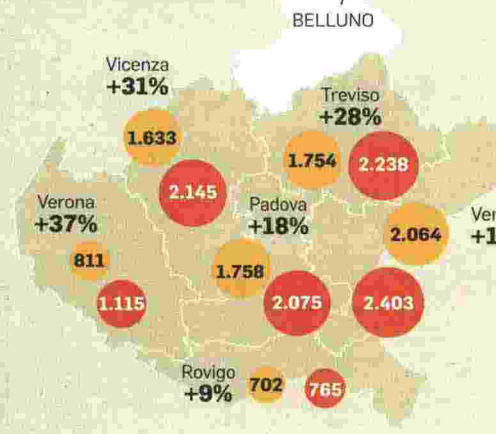 BELLUNO
Vicenza
+31%
1.633
2.145
Treviso
+28%
1.754
2.238
Verona
+37%
811
1.115
Padova
+18%
1.758
2.075
2.064
2.403
Rovigo
+9%
702
765